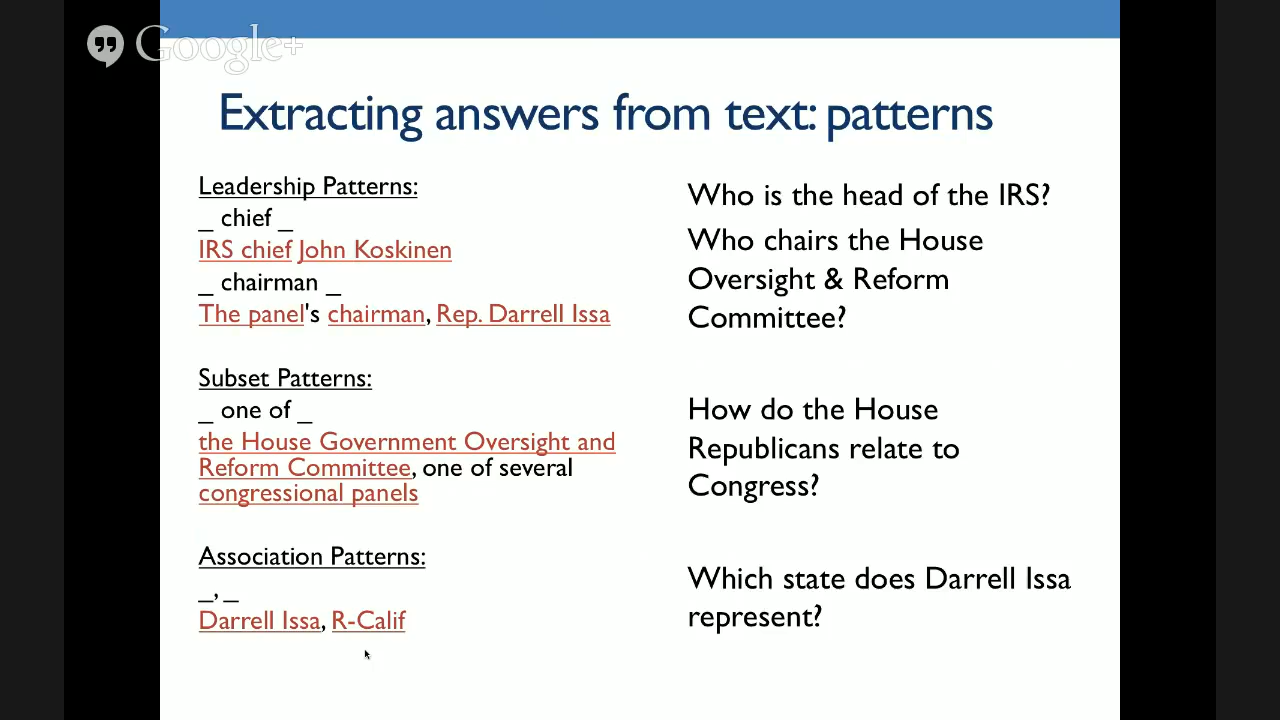 Google+
Extracting answers from text: patterns
Leadership Patterns:
_ chief _
IRS chief John Koskinen
_ chairman _
The panel's chairman, Rep. Darrell Issa
Subset Patterns:
_ one of _
the House Government Oversight and
Reform Committee, one of several
congressional panels
Association Patterns:
_, _
Darrell Issa, R-Calif
Who is the head of the IRS?
Who chairs the House
Oversight & Reform
Committee?
How do the House
Republicans relate to
Congress?
Which state does Darrell Issa
represent?